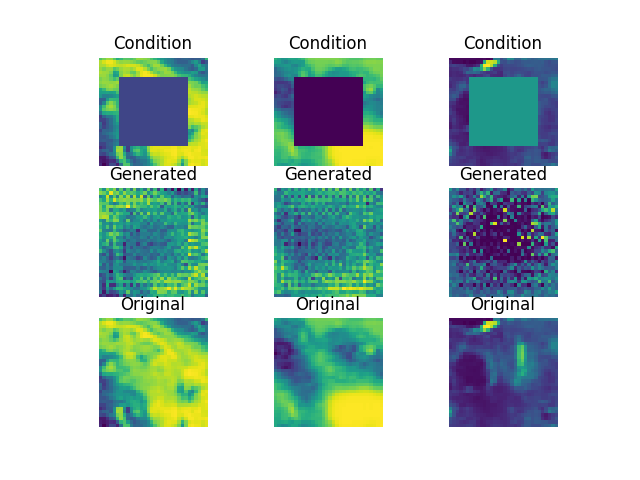 Condition Condition Condition
Generated Generated Generated
Original Original Original